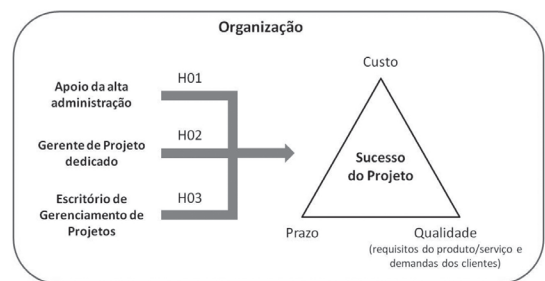 Organização
Apoio da alta
administração
H01
Gerente de Projeto
dedicado
H02
Escritório de
Gerenciamento de
Projetos
H03
Custo
Sucesso
do Projeto
Prazo
Qualidade
(requisitos do produto/serviço e
demandas dos clientes)